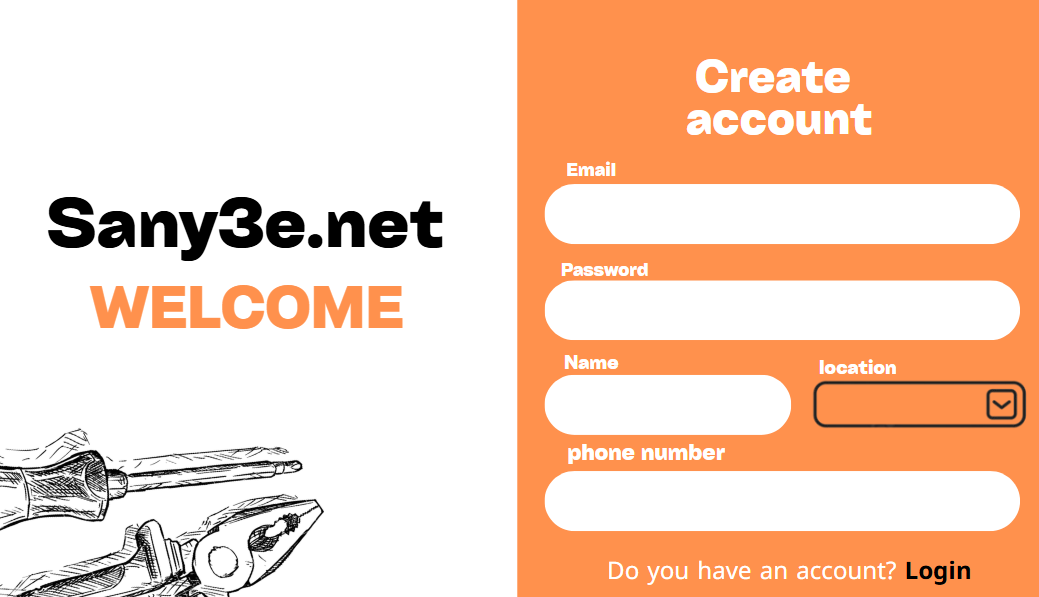 Sany3e.net
WELCOME
Create
account
Email
Password
Name
location
phone number
Do you have an account? Login